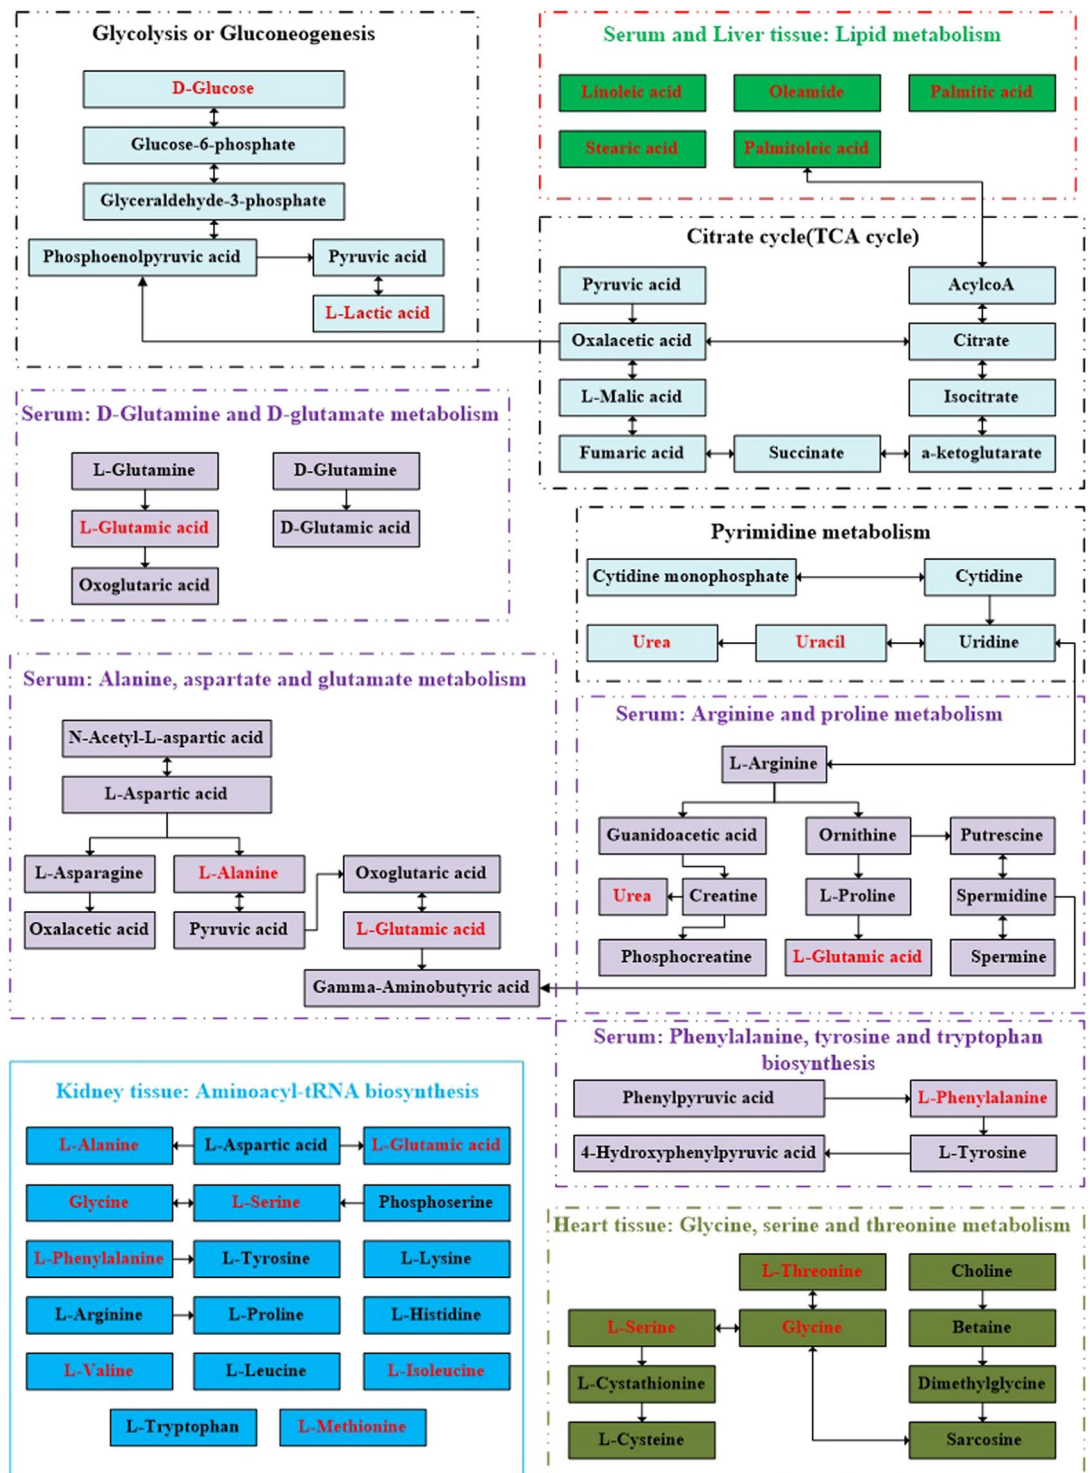 Glycolysis or Gluconeogenesis
D-Glucose
Glucose-6-phosphate
Glyceraldehyde-3-phosphate
Phosphoenolpyruvic acid
Pyruvic acid
L-Lactic acid
Serum and Liver tissue: Lipid metabolism
Linoleic acid
Oleamide
Palmitic acid
Stearic acid
Palmitoleic acid
Citrate cycle(TCA cycle)
Pyruvic acid
AcylcoA
Oxalacetic acid
Citrate
L-Malic acid
Isocitrate
Fumaric acid
Succinate
a-ketoglutarate
Serum: D-Glutamine and D-glutamate metabolism
L-Glutamine
D-Glutamine
L-Glutamic acid
D-Glutamic acid
Oxoglutaric acid
Pyrimidine metabolism
Cytidine monophosphate
Cytidine
Urea
Uracil
Uridine
Serum: Alanine, aspartate and glutamate metabolism
N-Acetyl-L-aspartic acid
L-Aspartic acid
L-Asparagine
L-Alanine
Oxoglutaric acid
Oxalacetic acid
Pyruvic acid
L-Glutamic acid
Gamma-Aminobutyric acid
Serum: Arginine and proline metabolism
L-Arginine
Guanidoacetic acid
Ornithine
Putrescine
Urea
Creatine
L-Proline
Spermidine
Phosphocreatine
L-Glutamic acid
Spermine
Serum: Phenylalanine, tyrosine and tryptophan
biosynthesis
Phenylpyruvic acid
L-Phenylalanine
4-Hydroxyphenylpyruvic acid
L-Tyrosine
Kidney tissue: Aminoacyl-tRNA biosynthesis
L-Alanine
L-Aspartic acid
L-Glutamic acid
Glycine
L-Serine
Phosphoserine
L-Phenylalanine
L-Tyrosine
L-Lysine
L-Arginine
L-Proline
L-Histidine
L-Valine
L-Leucine
L-Isoleucine
L-Tryptophan
L-Methionine
Heart tissue: Glycine, serine and threonine metabolism
L-Threonine
Choline
L-Serine
Glycine
Betaine
L-Cystathionine
Dimethylglycine
L-Cysteine
Sarcosine